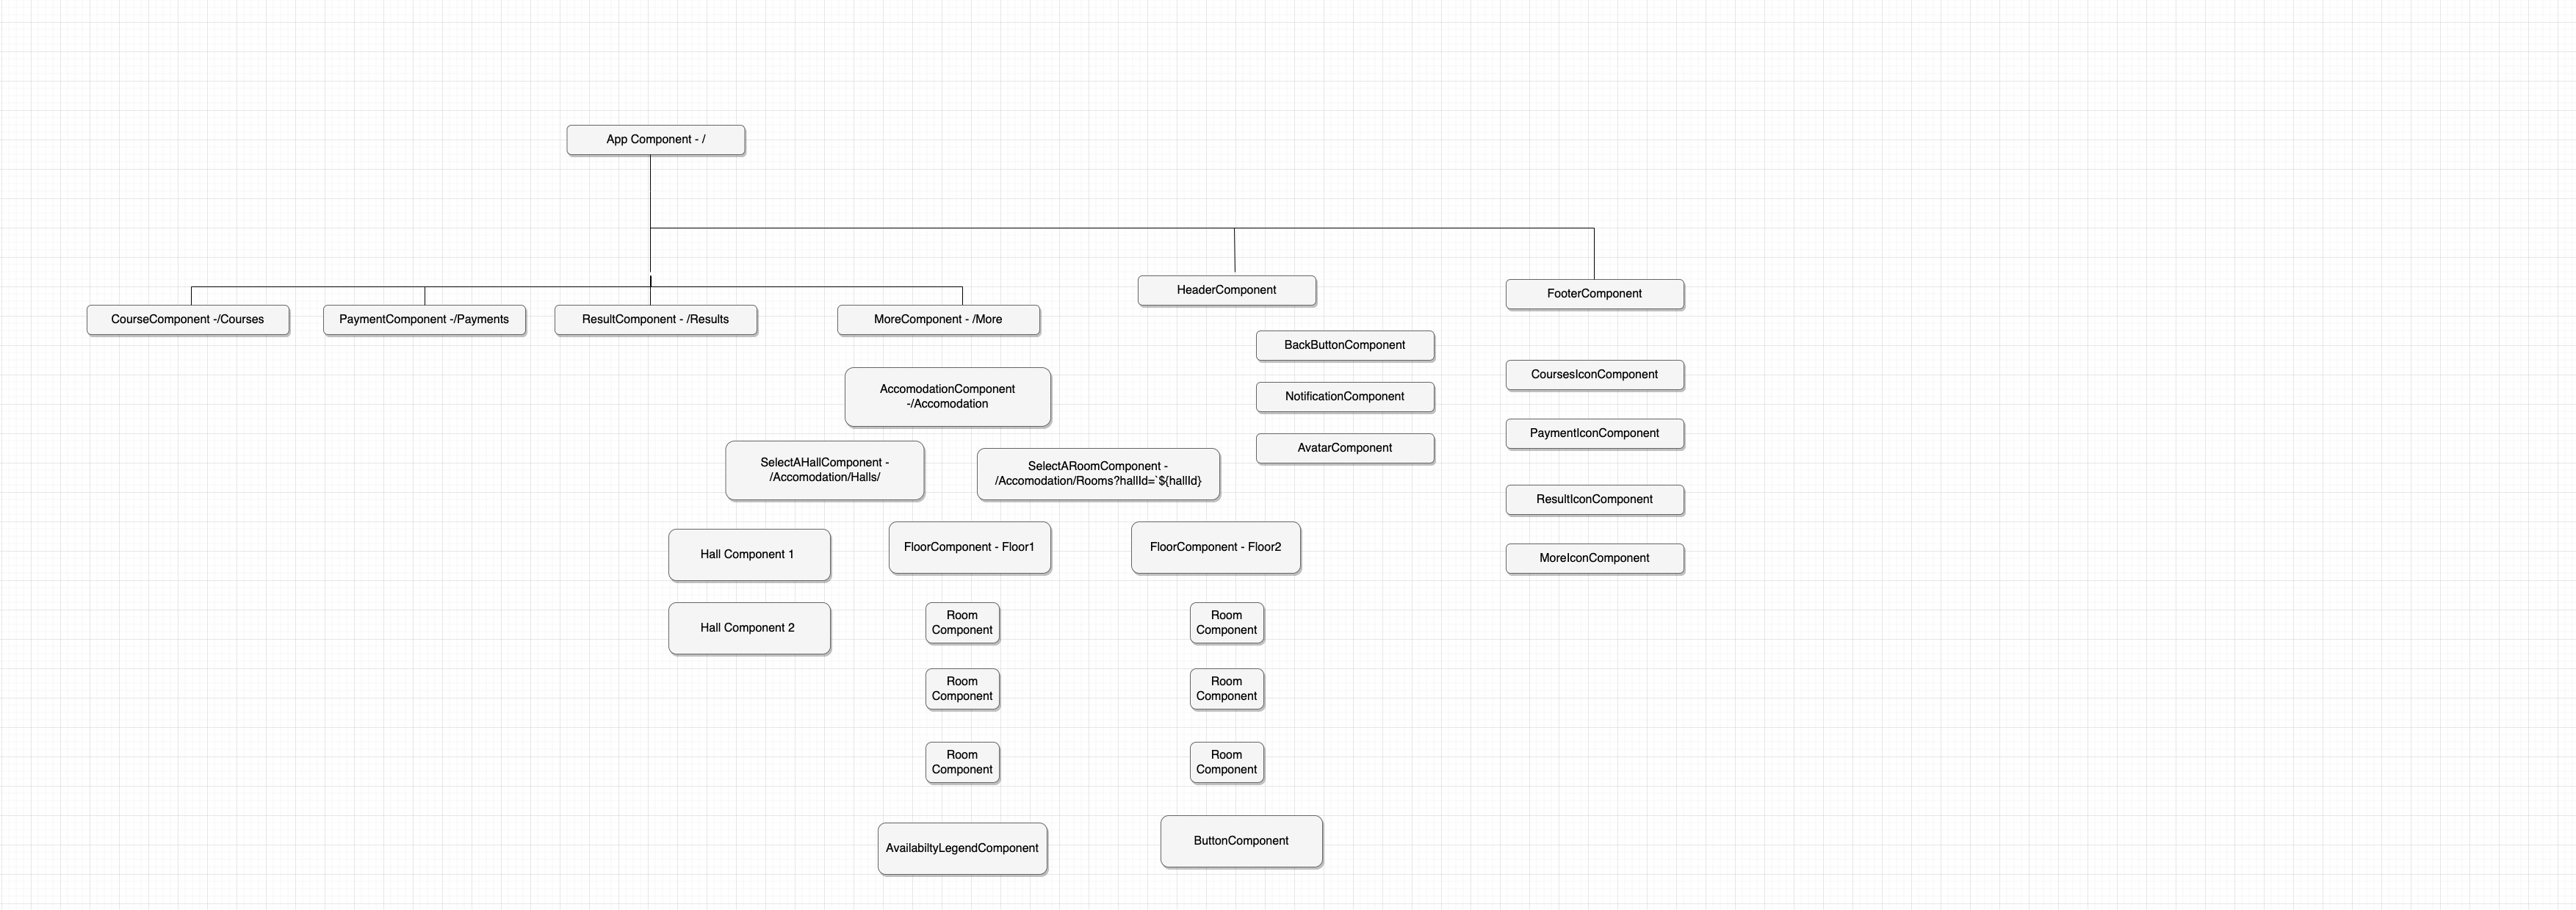 App Component - /
HeaderComponent
FooterComponent
CourseComponent -/Courses
PaymentComponent -/Payments
ResultComponent - /Results
MoreComponent - /More
BackButtonComponent
CoursesIconComponent
AccomodationComponent
-/Accomodation
NotificationComponent
PaymentIconComponent
AvatarComponent
SelectAHallComponent -
/Accomodation/Halls/
SelectARoomComponent -
/Accomodation/Rooms?hallId=`${hallId}
ResultIconComponent
Hall Component 1
FloorComponent - Floor1
FloorComponent - Floor2
MoreIconComponent
Hall Component 2
Room
Component
Room
Component
Room
Component
Room
Component
Room
Component
Room
Component
AvailabiltyLegendComponent
ButtonComponent